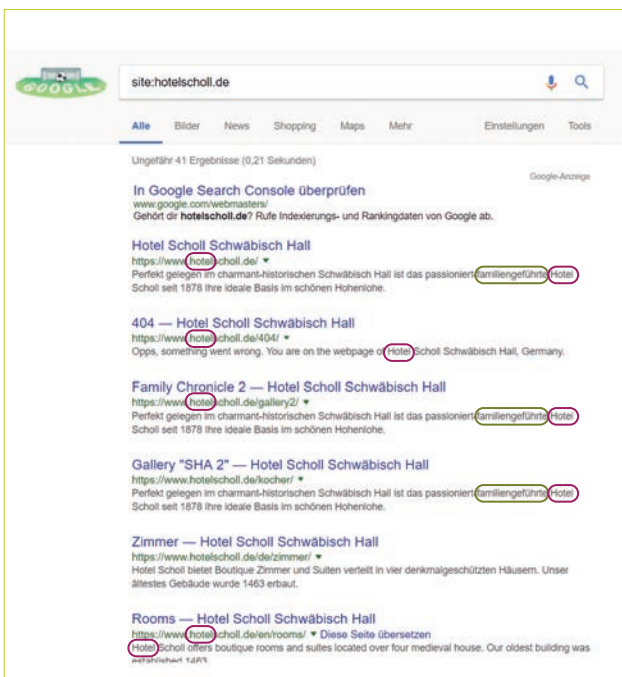 GOOGLE
site:hotelscholl.de
Alle Bilder News Shopping Maps Mehr Einstellungen Tools
Ungefähr 41 Ergebnisse (0,21 Sekunden)
Google-Anzeige
In Google Search Console überprüfen
www.google.com/webmasters/
Gehört dir hotelscholl.de? Rufe Indexierungs- und Rankingdaten von Google ab.
Hotel Scholl Schwäbisch Hall
https://www.hotelscholl.de/
Perfekt gelegen im charmant-historischen Schwäbisch Hall ist das passioniert familiengeführte Hotel
Scholl seit 1878 Ihre ideale Basis im schönen Hohenlohe.
404 — Hotel Scholl Schwäbisch Hall
https://www.hotelscholl.de/404/
Opps, something went wrong. You are on the webpage of Hotel Scholl Schwäbisch Hall, Germany.
Family Chronicle 2 — Hotel Scholl Schwäbisch Hall
https://www.hotelscholl.de/gallery2/
Perfekt gelegen im charmant-historischen Schwäbisch Hall ist das passioniert familiengeführte Hotel
Scholl seit 1878 Ihre ideale Basis im schönen Hohenlohe.
Gallery "SHA 2" — Hotel Scholl Schwäbisch Hall
https://www.hotelscholl.de/kocher/
Perfekt gelegen im charmant-historischen Schwäbisch Hall ist das passioniert familiengeführte Hotel
Scholl seit 1878 Ihre ideale Basis im schönen Hohenlohe.
Zimmer — Hotel Scholl Schwäbisch Hall
https://www.hotelscholl.de/de/zimmer/
Hotel Scholl bietet Boutique Zimmer und Suiten verteilt in vier denkmalgeschützten Häusern. Unser
ältestes Gebäude wurde 1463 erbaut.
Rooms — Hotel Scholl Schwäbisch Hall
https://www.hotelscholl.de/en/rooms/ Diese Seite übersetzen
Hotel Scholl offers boutique rooms and suites located over four medieval house. Our oldest building was
established 1463